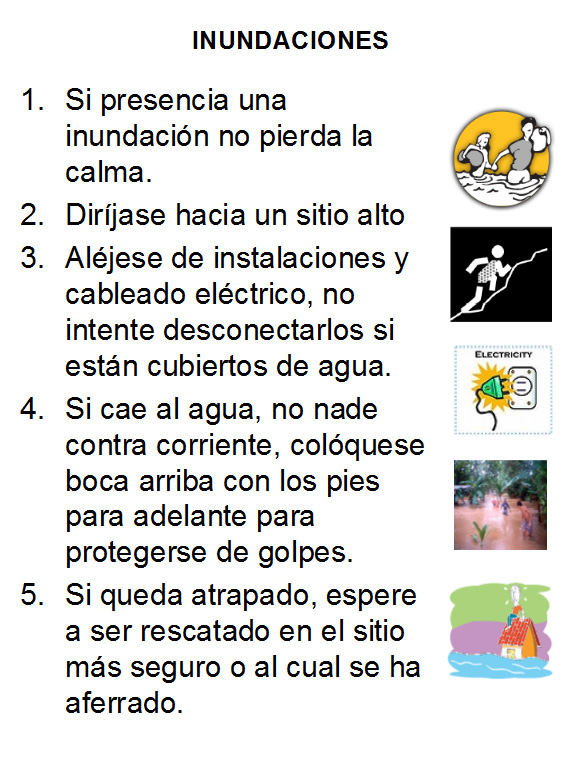 INUNDACIONES
1. Si presencia una
inundación no pierda la
calma.
2. Diríjase hacia un sitio alto
3. Aléjese de instalaciones y
cableado eléctrico, no
intente desconectarlos si
están cubiertos de agua.
ELECTRICITY
4. Si cae al agua, no nade
contra corriente, colóquese
boca arriba con los pies
para adelante para
protegerse de golpes.
5. Si queda atrapado, espere
a ser rescatado en el sitio
más seguro o al cual se ha
aferrado.